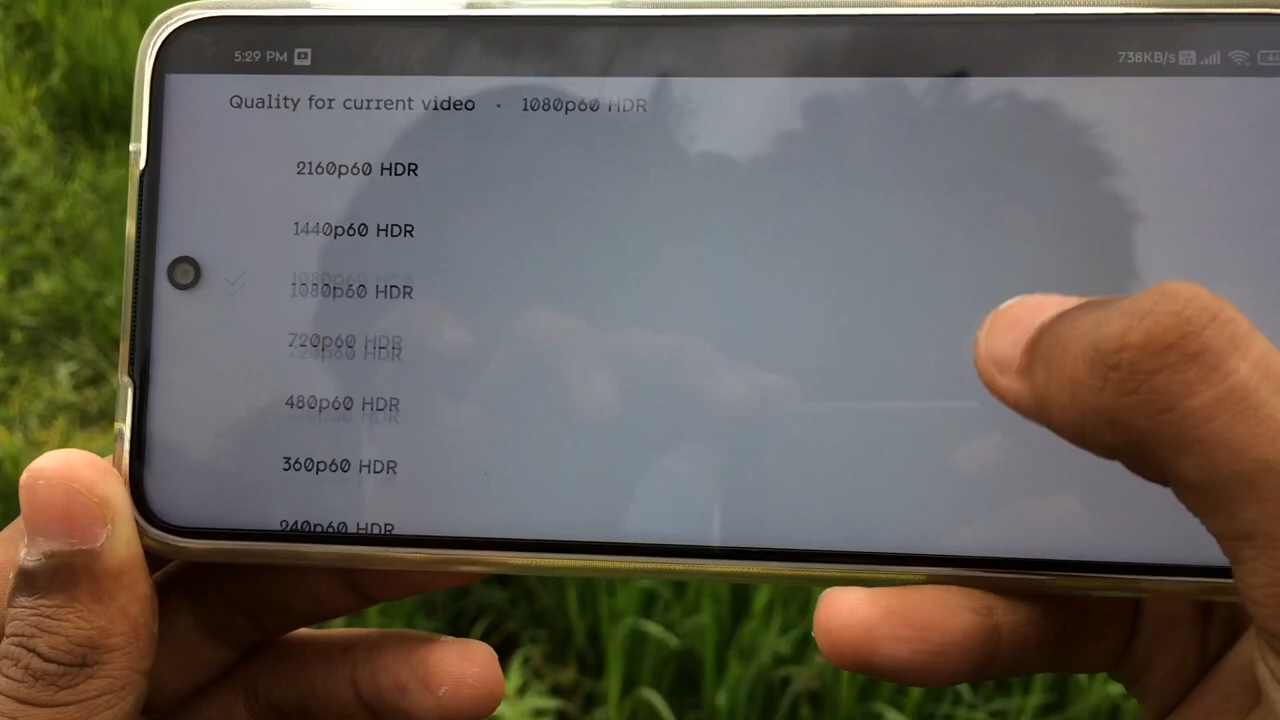 5:29 PM
738KB/s
Quality for current video • 1080p60 HDR
2160p60 HDR
1440p60 HDR
1080p60 HDR
720p60 HDR
480p60 HDR
360p60 HDR
240p60 HDR